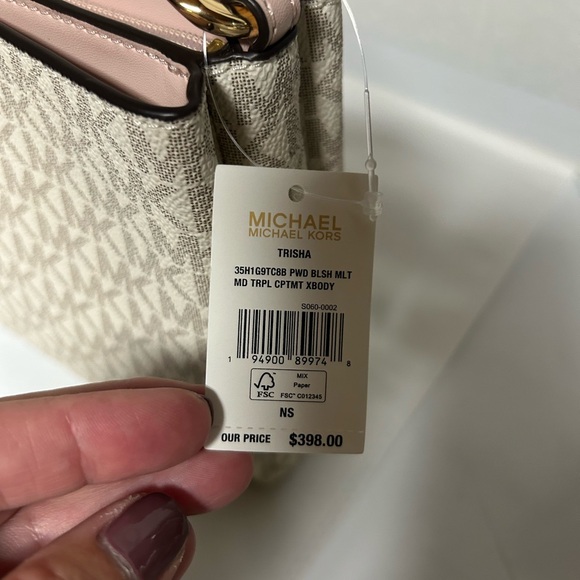 MICHAEL
MICHAEL KORS
TRISHA
35H1G9TC8B PWD BLSH MLT
MD TRPL CPTMT XBODY
S060-0002
1 94900 89974 8
FSC
MIX
Paper
FSC™ C012345
NS
OUR PRICE $398.00